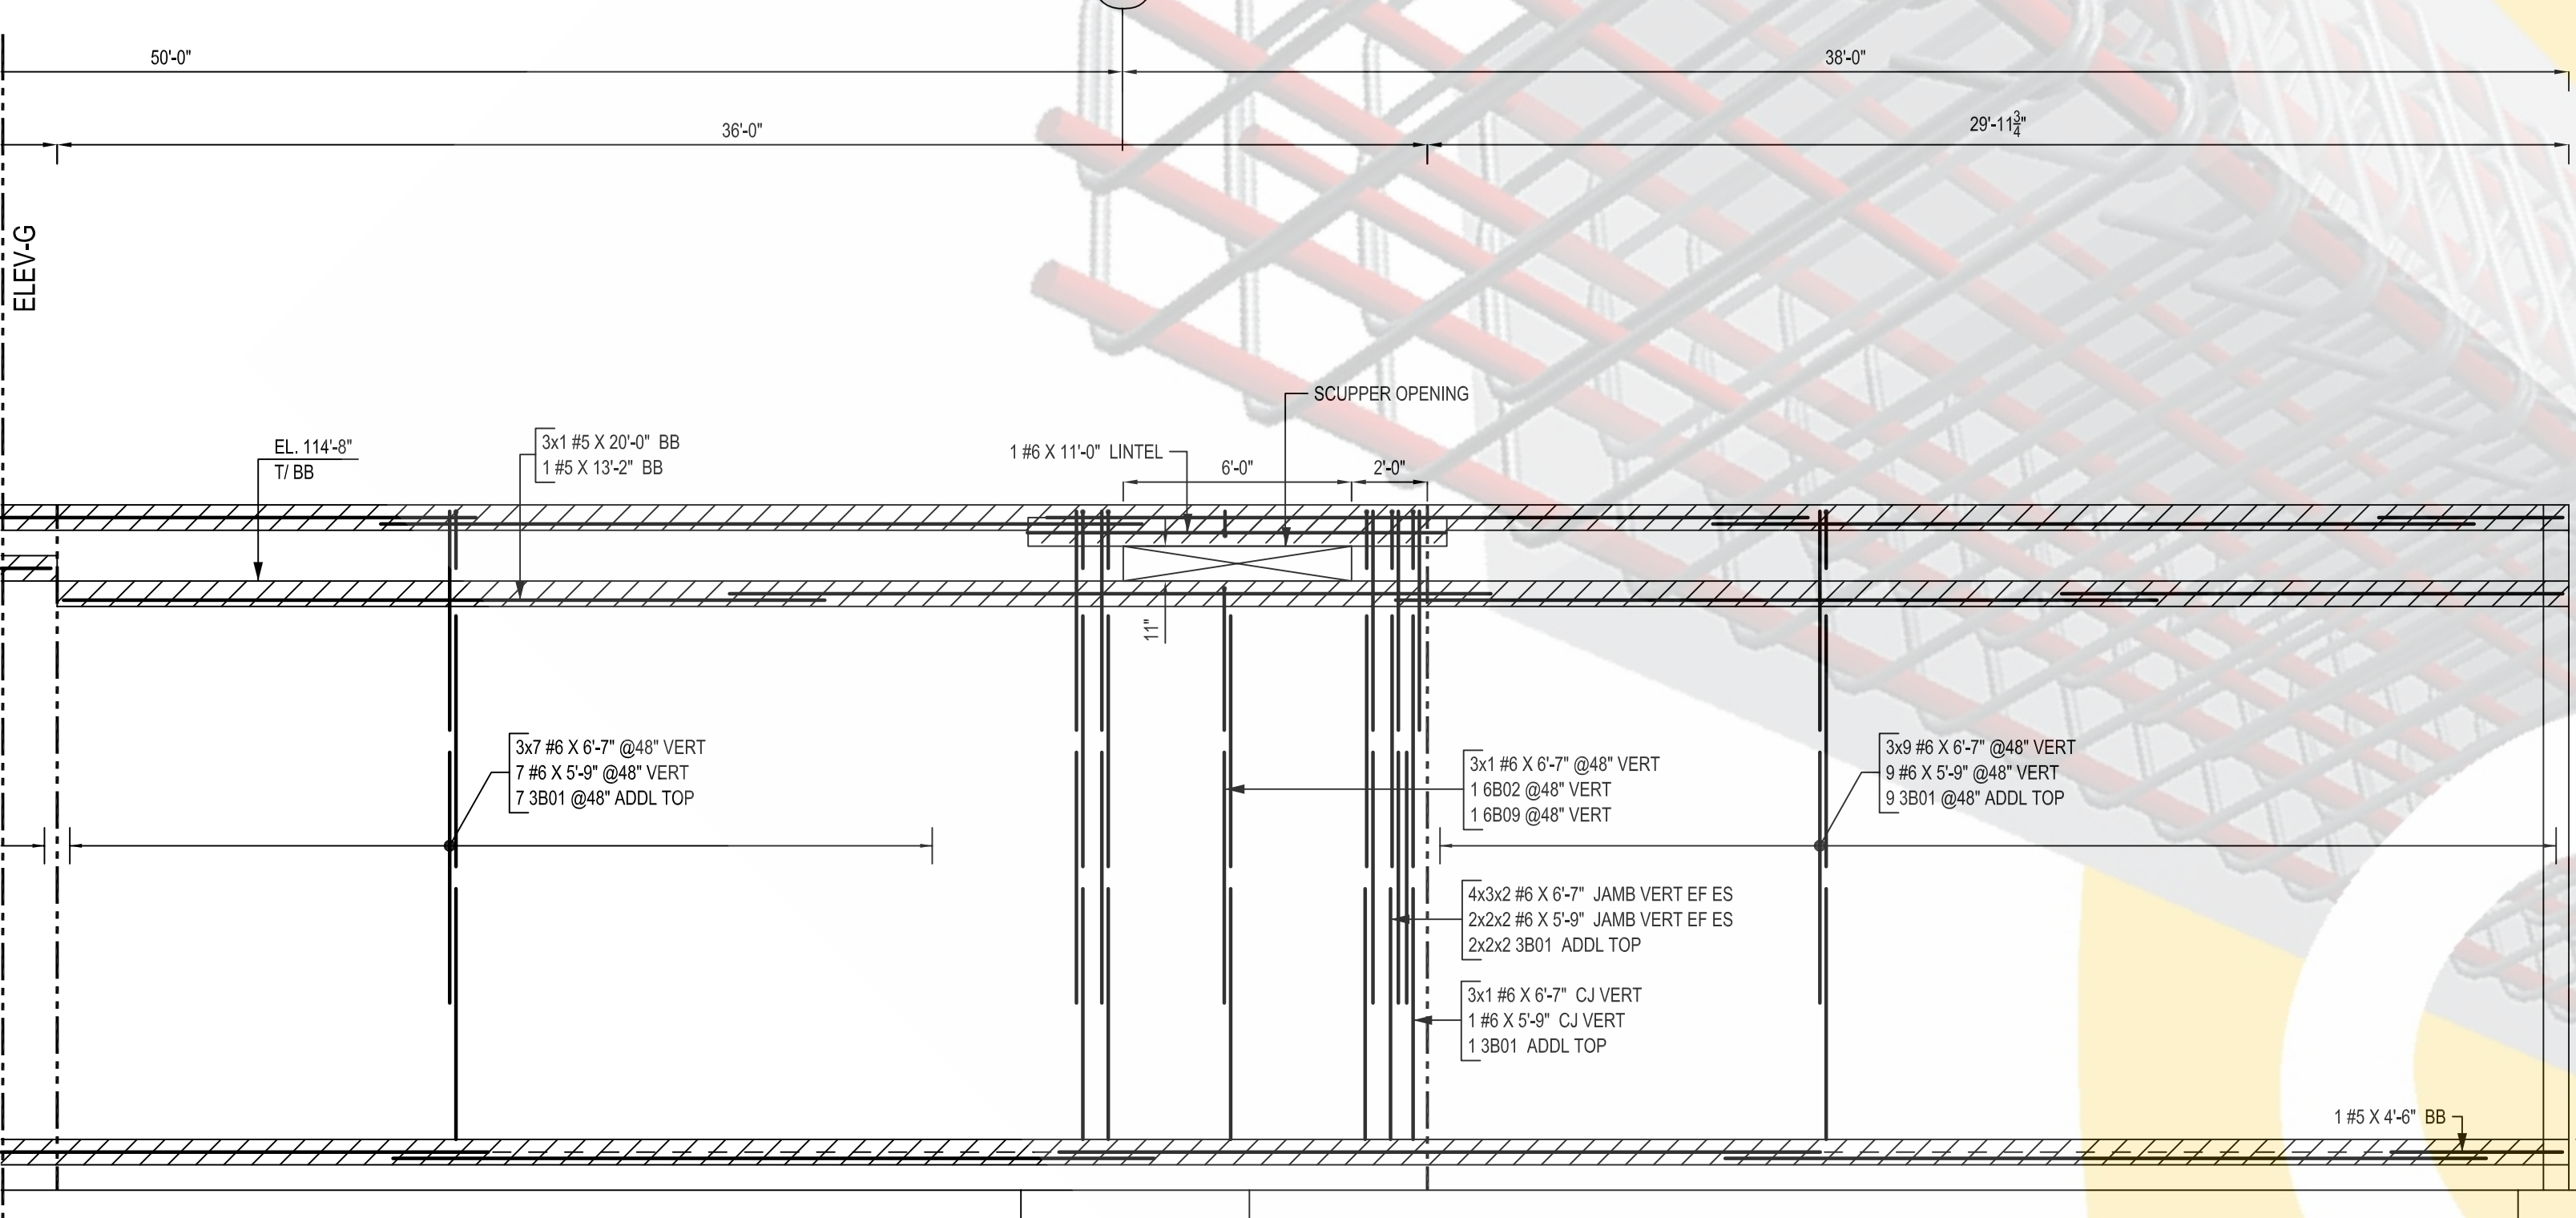 50'-0"
38'-0"
36'-0"
29'-11¾"
ELEV-G
SCUPPER OPENING
EL. 114'-8"
T/ BB
3x1 #5 X 20'-0" BB
1 #5 X 13'-2" BB
1 #6 X 11'-0" LINTEL
6'-0"
2'-0"
11"
3x7 #6 X 6'-7" @48" VERT
7 #6 X 5'-9" @48" VERT
7 3B01 @48" ADDL TOP
3x1 #6 X 6'-7" @48" VERT
1 6B02 @48" VERT
1 6B09 @48" VERT
3x9 #6 X 6'-7" @48" VERT
9 #6 X 5'-9" @48" VERT
9 3B01 @48" ADDL TOP
4x3x2 #6 X 6'-7" JAMB VERT EF ES
2x2x2 #6 X 5'-9" JAMB VERT EF ES
2x2x2 3B01 ADDL TOP
3x1 #6 X 6'-7" CJ VERT
1 #6 X 5'-9" CJ VERT
1 3B01 ADDL TOP
1 #5 X 4'-6" BB